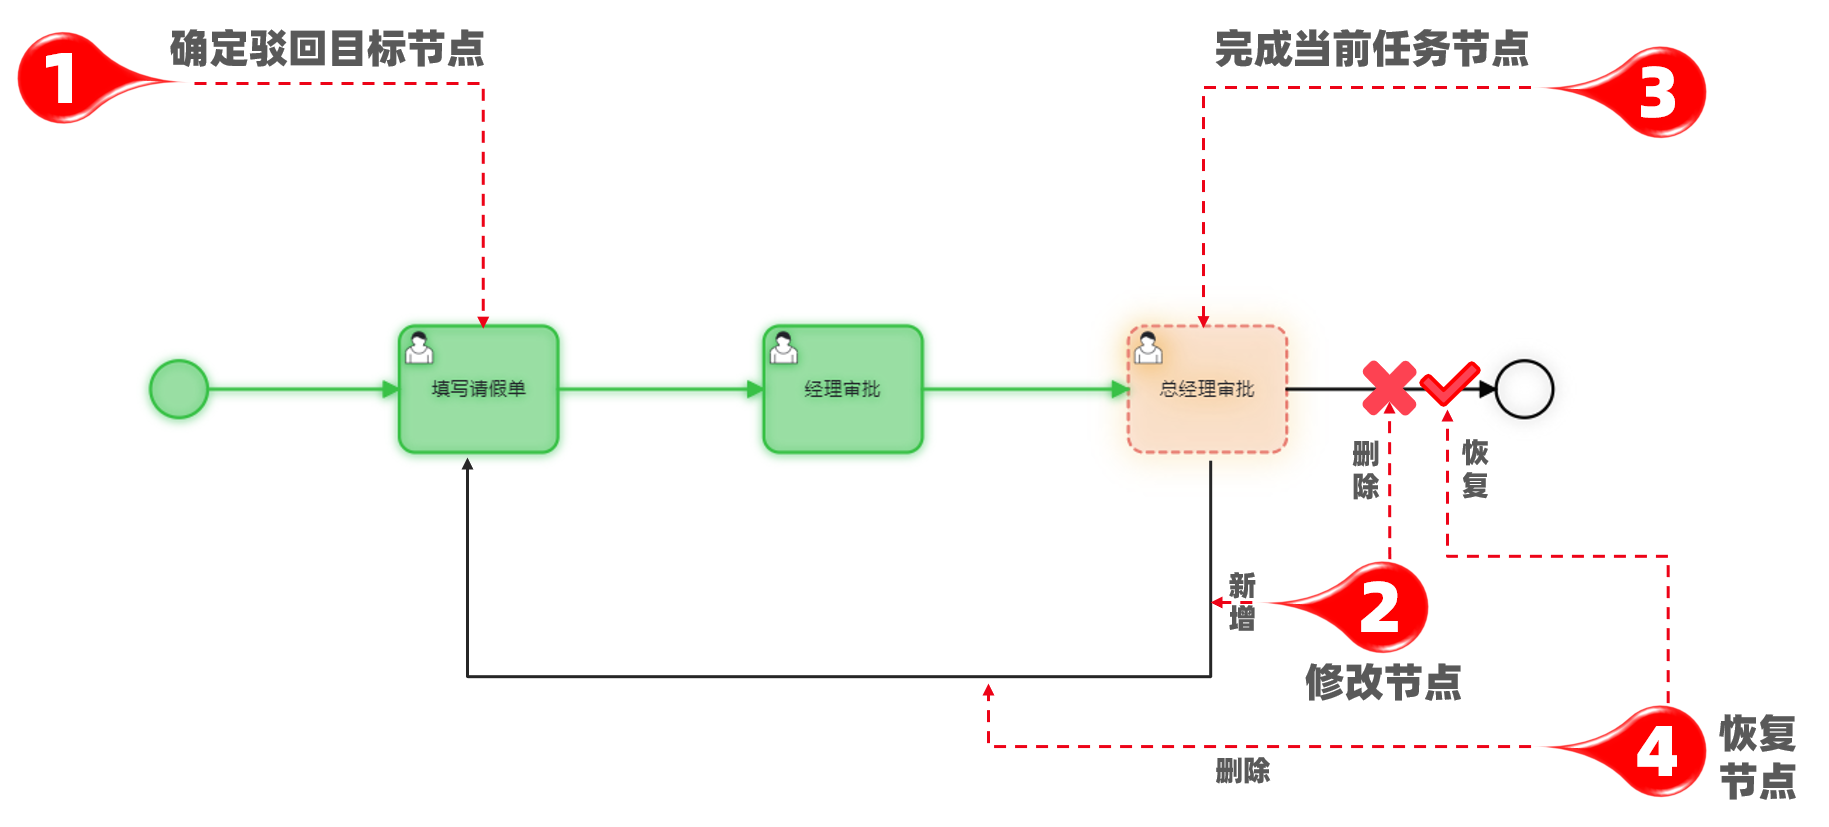 1
确定驳回目标节点
完成当前任务节点
3
填写请假单
经理审批
总经理审批
删除
恢复
新增
2
修改节点
4
恢复
节点
删除